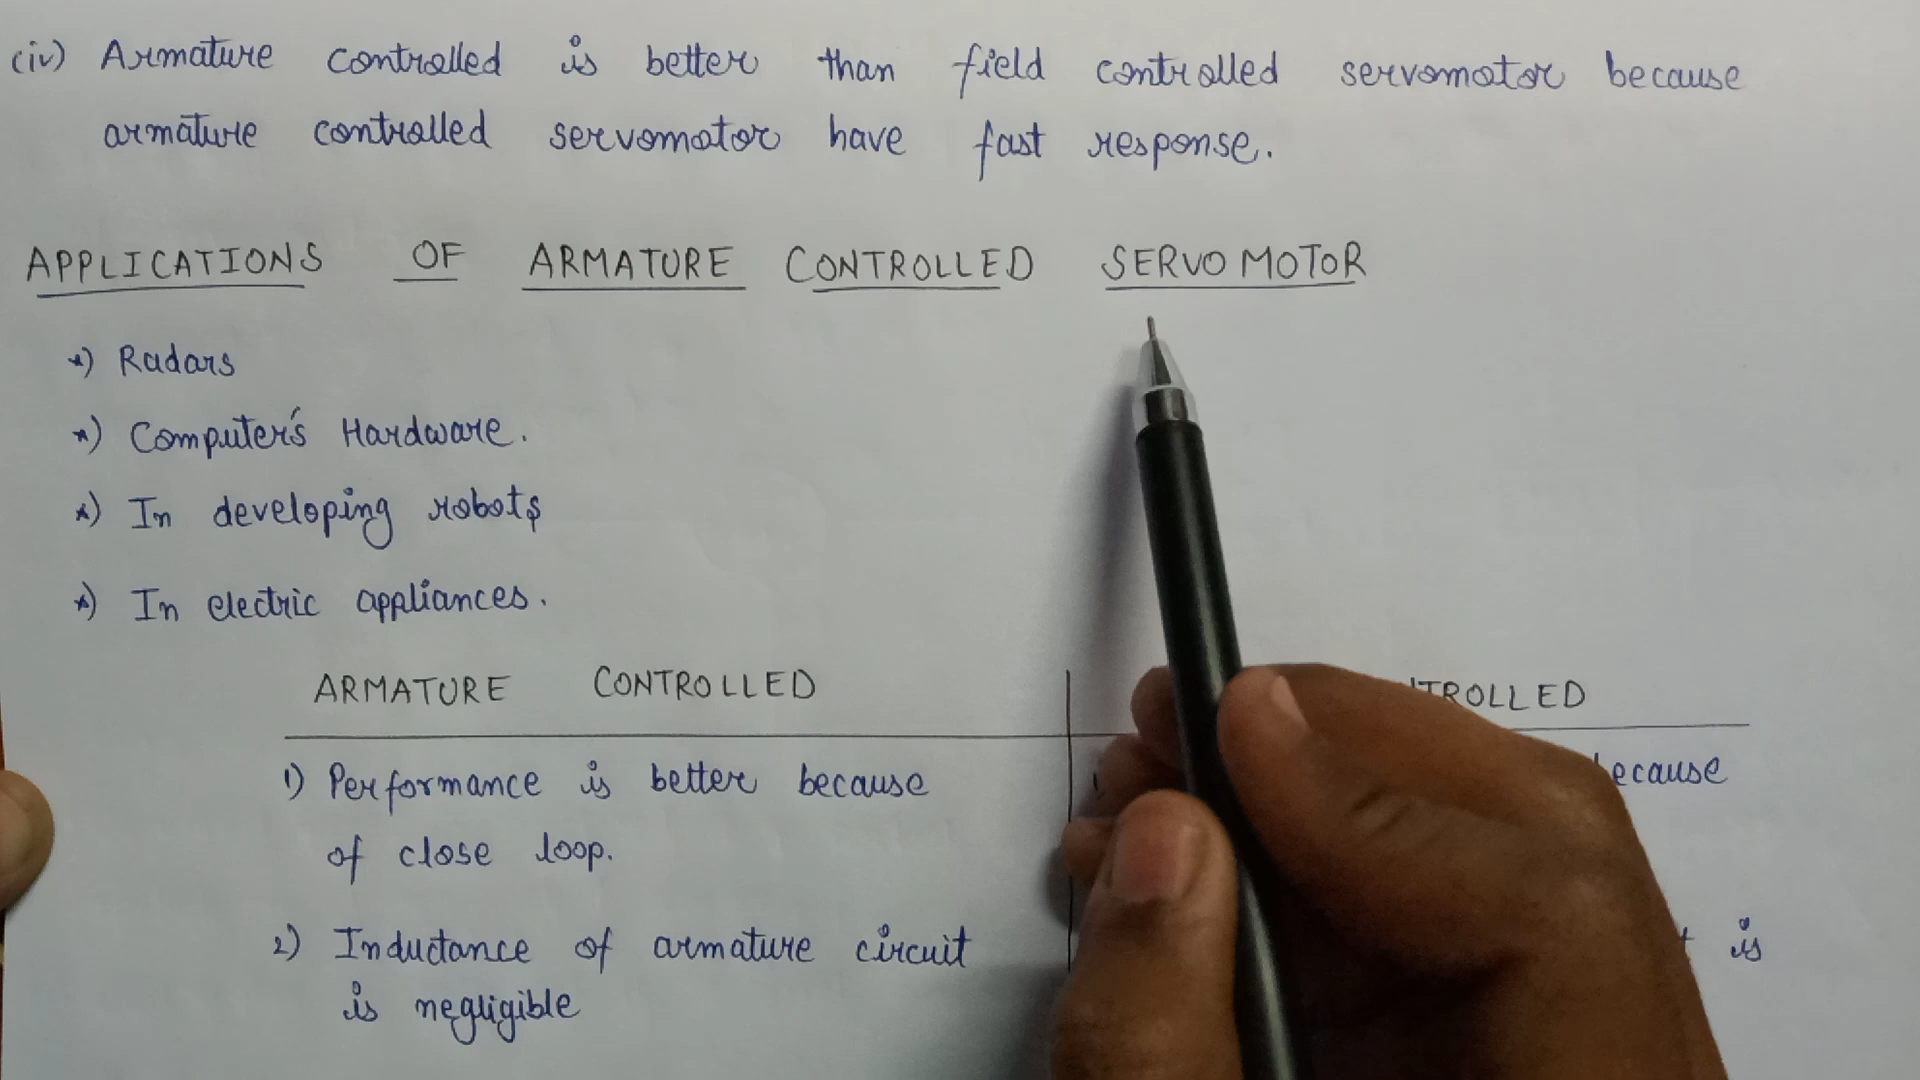 (iv) Armature controlled is better than field controlled servomotor because
armature controlled servomotor have fast response.
APPLICATIONS OF ARMATURE CONTROLLED SERVO MOTOR
*) Radars
*) Computer's Hardware.
*) In developing robots
*) In electric appliances.
ARMATURE CONTROLLED
1) Performance is better because
of close loop.
2) Inductance of armature circuit
is negligible
TROLLED
ecause
is